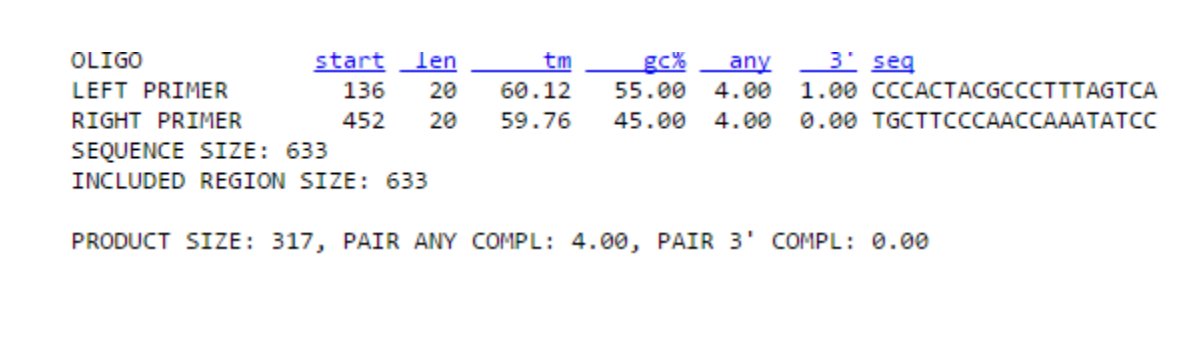 OLIGO start len tm gc% any 3' seq
LEFT PRIMER 136 20 60.12 55.00 4.00 1.00 CCCACTACGCCCTTTAGTCA
RIGHT PRIMER 452 20 59.76 45.00 4.00 0.00 TGCTTCCCAACCAAATATCC
SEQUENCE SIZE: 633
INCLUDED REGION SIZE: 633
PRODUCT SIZE: 317, PAIR ANY COMPL: 4.00, PAIR 3' COMPL: 0.00